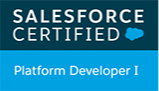 SALESFORCE
CERTIFIED
Platform Developer I